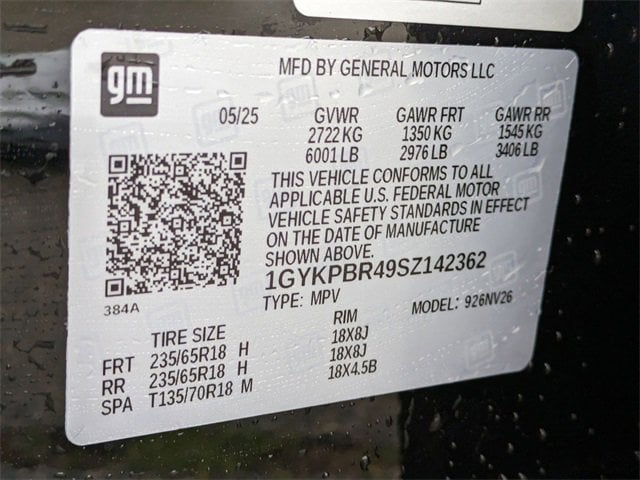 gm
MFD BY GENERAL MOTORS LLC
05/25 GVWR GAWR FRT GAWR RR
2722 KG 1350 KG 1545 KG
6001 LB 2976 LB 3406 LB
THIS VEHICLE CONFORMS TO ALL
APPLICABLE U.S. FEDERAL MOTOR
VEHICLE SAFETY STANDARDS IN EFFECT
ON THE DATE OF MANUFACTURE
SHOWN ABOVE.
1GYKPBR49SZ142362
384A
TYPE: MPV MODEL: 926NV26
TIRE SIZE RIM
FRT 235/65R18 H 18X8J
RR 235/65R18 H 18X8J
SPA T135/70R18 M 18X4.5B